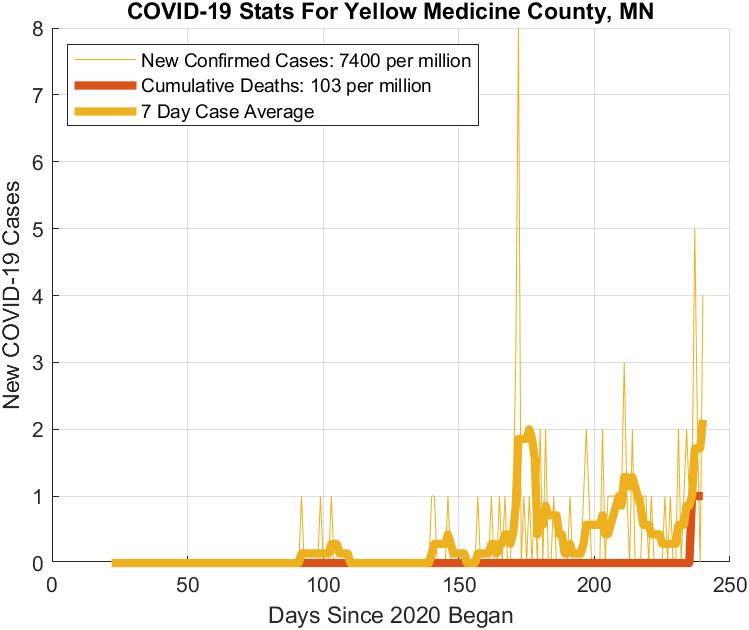 COVID-19 Stats For Yellow Medicine County, MN
New Confirmed Cases: 7400 per million
Cumulative Deaths: 103 per million
7 Day Case Average
New COVID-19 Cases
8
7
6
5
4
3
2
1
0
0 50 100 150 200 250
Days Since 2020 Began